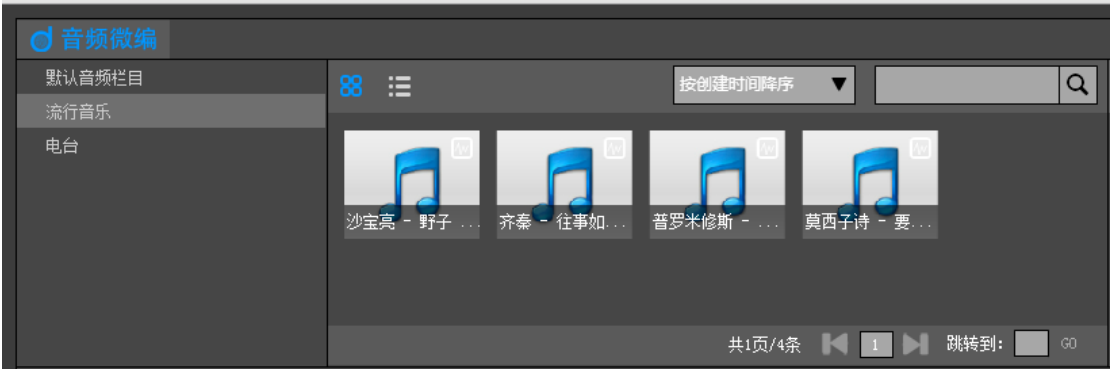 音频微编
默认音频栏目
流行音乐
电台
按创建时间降序
沙宝亮 - 野子 ...
齐秦 - 往事如...
普罗米修斯 - ...
莫西子诗 - 要...
共1页/4条 1 跳转到: GO